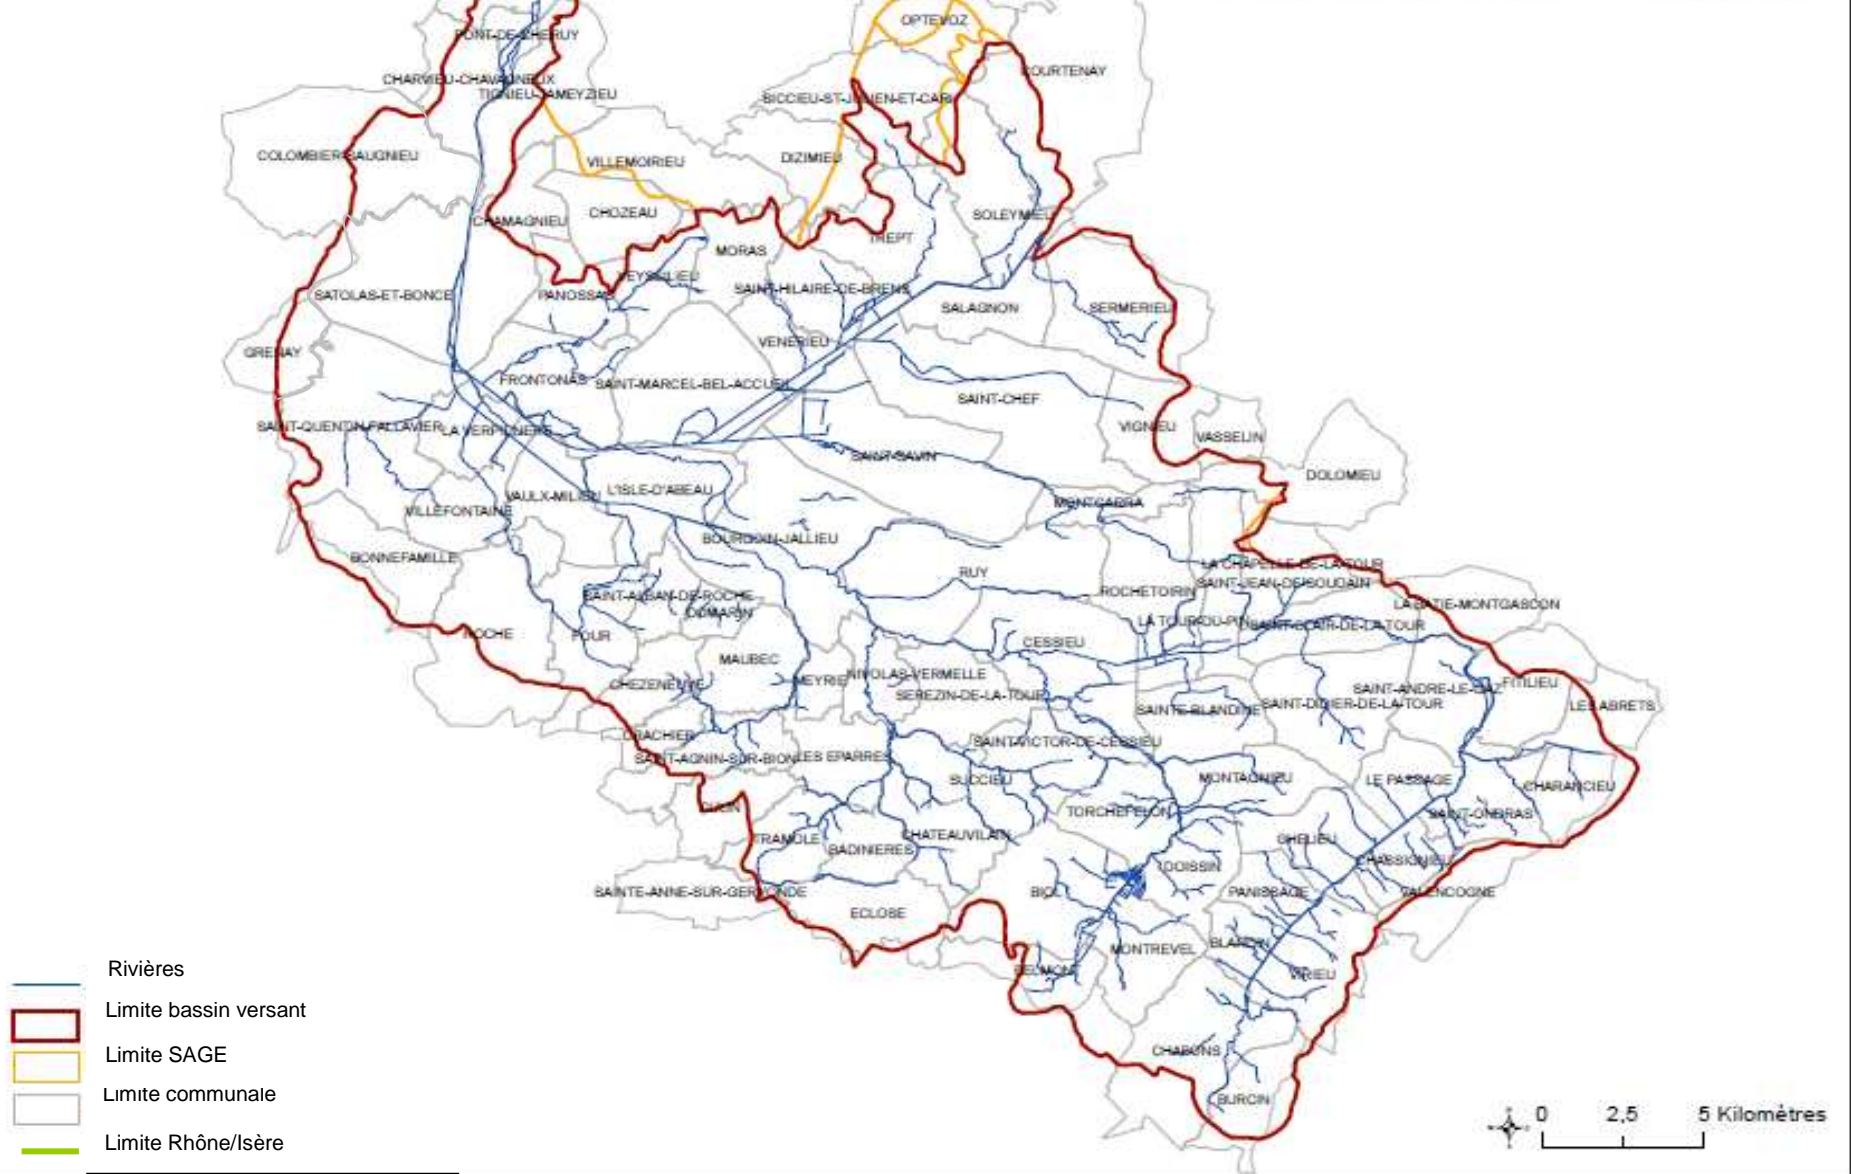 OPTEVOZ
PONT-DE-CHERUY
COURTENAY
CHARVIEU-CHAVAGNEUX
TIGNIEU-JAMEYZIEU
SICCIEU-ST-JULIEN-ET-CARI
COLOMBIER-SAUGNIEU
VILLEMOIRIEU
DIZIMIEU
CHAMAGNIEU
CHOZEAU
SOLEYMIEU
TREPT
MORAS
VEYSSILIEU
SATOLAS-ET-BONCE
PANOSSAS
SAINT-HILAIRE-DE-BRENS
SALAGNON
SERMERIEU
GRENAY
VENERIEU
FRONTONAS
SAINT-MARCEL-BEL-ACCUEIL
SAINT-CHEF
SAINT-QUENTIN-FALLAVIER
LA VERPILLIERE
VIGNIEU
VASSELIN
SAINT-SAVIN
DOLOMIEU
VAULX-MILIEU
L'ISLE-D'ABEAU
MONTCARRA
VILLEFONTAINE
BOURGOIN-JALLIEU
BONNEFAMILLE
RUY
LA CHAPELLE-DE-LA-TOUR
SAINT-JEAN-DE-SOUDAIN
ROCHETOIRIN
SAINT-ALBAN-DE-ROCHE
DOMARIN
LA BATIE-MONTGASCON
LA TOUR-DU-PIN
SAINT-CLAIR-DE-LA-TOUR
ROCHE
FOUR
CESSIEU
MAUBEC
MEYRIE
NIVOLAS-VERMELLE
CHEZENEUVE
SEREZIN-DE-LA-TOUR
SAINT-ANDRE-LE-GAZ
FITILIEU
SAINTE-BLANDINE
SAINT-DIDIER-DE-LA-TOUR
LES ABRETS
CRACHIER
SAINT-VICTOR-DE-CESSIEU
SAINT-AGNIN-SUR-BION
LES EPARRES
SUCCIEU
MONTAGNIEU
LE PASSAGE
CHARANCIEU
CULIN
TORCHEFELON
SAINT-ONDRAS
TRAMOLE
CHATEAUVILAIN
BADINIERES
CHELIEU
CHASSIGNIEU
DOISSIN
SAINTE-ANNE-SUR-GERVONDE
BIOL
PANISSAGE
VALENCOGNE
ECLOSE
BLANDIN
MONTREVEL
BELMONT
VIRIEU
CHABONS
BURCIN
Rivières
Limite bassin versant
Limite SAGE
Limite communale
Limite Rhône/Isère
0 2,5 5 Kilomètres